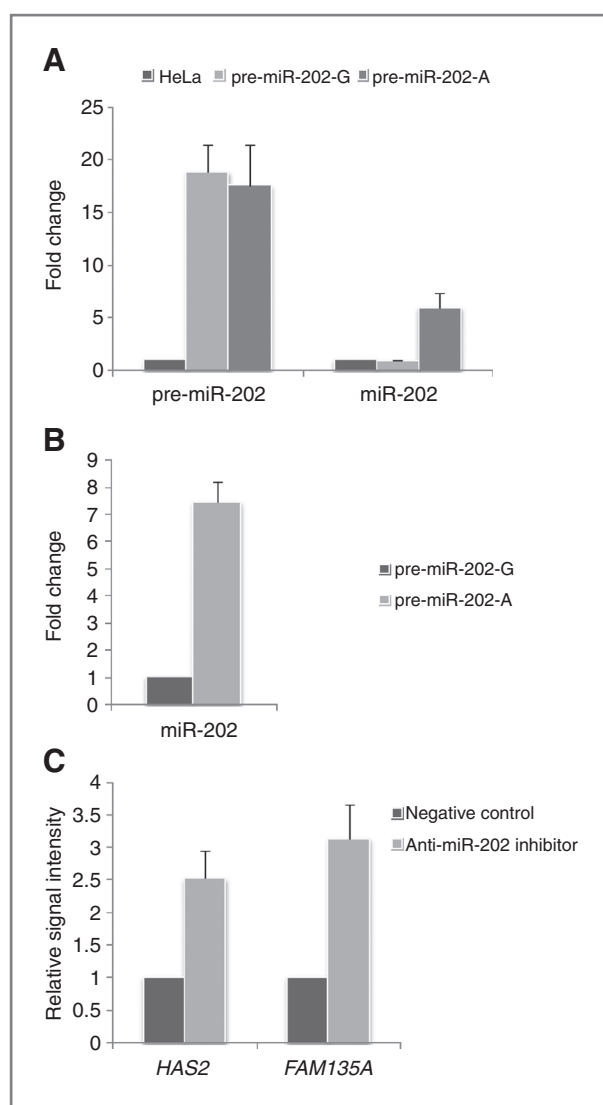 A
HeLa pre-miR-202-G pre-miR-202-A
Fold change
25
20
15
10
5
0
pre-miR-202 miR-202
B
Fold change
9
8
7
6
5
4
3
2
1
0
pre-miR-202-G
pre-miR-202-A
miR-202
C
Relative signal intensity
4
3.5
3
2.5
2
1.5
1
0.5
0
Negative control
Anti-miR-202 inhibitor
HAS2 FAM135A